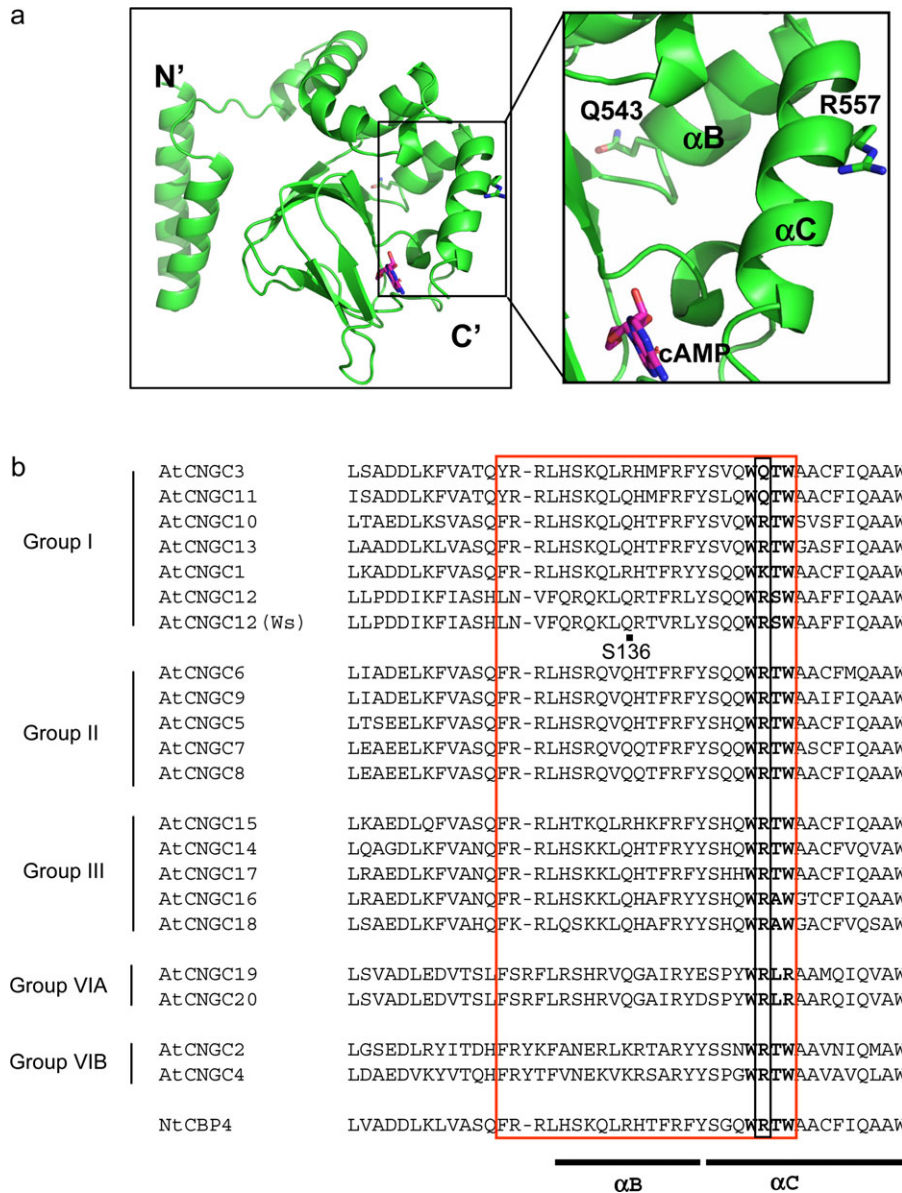 a
N'
C'
Q543
R557
αB
αC
cAMP
b
Group I
AtCNGC3 LSADDLKFVATQYR-RLHSKQLRHMFRFYSVQWQTWAACFIQAAW
AtCNGC11 ISADDLKFVASQYR-RLHSKQLQHMFRFYSLQWQTWAACFIQAAW
AtCNGC10 LTAEDLKSVASQFR-RLHSKQLQHTFRFYSVQWRTWSVSFIQAAW
AtCNGC13 LAADDLKLVASQFR-RLHSKQLQHTFRFYSVQWRTWGASFIQAAW
AtCNGC1 LKADDLKFVASQFR-RLHSKQLRHTFRYYSQQWKTWAACFIQAAW
AtCNGC12 LLPDDIKFIASHLN-VFQRQKLQRTFRLYSQQWRSWAAFFIQAAW
AtCNGC12(Ws) LLPDDIKFIASHLN-VFQRQKLQRTVRLYSQQWRSWAAFFIQAAW
S136
Group II
AtCNGC6 LIADELKFVASQFR-RLHSRQVQHTFRFYSQQWRTWAACFMQAAW
AtCNGC9 LIADELKFVASQFR-RLHSRQVQHTFRFYSQQWRTWAAIFIQAAW
AtCNGC5 LTSEELKFVASQFR-RLHSRQVQHTFRFYSHQWRTWAACFIQAAW
AtCNGC7 LEAEELKFVASQFR-RLHSRQVQQTFRFYSQQWRTWASCFIQAAW
AtCNGC8 LEAEELKFVASQFR-RLHSRQVQQTFRFYSQQWRTWAACFIQAAW
Group III
AtCNGC15 LKAEDLQFVASQFR-RLHTKQLRHKFRFYSHQWRTWAACFIQAAW
AtCNGC14 LQAGDLKFVANQFR-RLHSKKLQHTFRYYSHQWRTWAACFVQVAW
AtCNGC17 LRAEDLKFVANQFR-RLHSKKLQHTFRFYSHHWRTWAACFIQAAW
AtCNGC16 LRAEDLKFVANQFR-RLHSKKLQHAFRYYSHQWRAWGTCFIQAAW
AtCNGC18 LSAEDLKFVAHQFK-RLQSKKLQHAFRYYSHQWRAWGACFVQSAW
Group VIA
AtCNGC19 LSVADLEDVTSLFSRFLRSHRVQGAIRYESPYWRLRAAMQIQVAW
AtCNGC20 LSVADLEDVTSLFSRFLRSHRVQGAIRYDSPYWRLRAARQIQVAW
Group VIB
AtCNGC2 LGSEDLRYITDHFRYKFANERLKRTARYYSSNWRTWAAVNIQMAW
AtCNGC4 LDAEDVKYVTQHFRYTFVNEKVKRSARYYSPGWRTWAAVAVQLAW
NtCBP4 LVADDLKLVASQFR-RLHSKQLRHTFRFYSGQWRTWAACFIQAAW
αB
αC